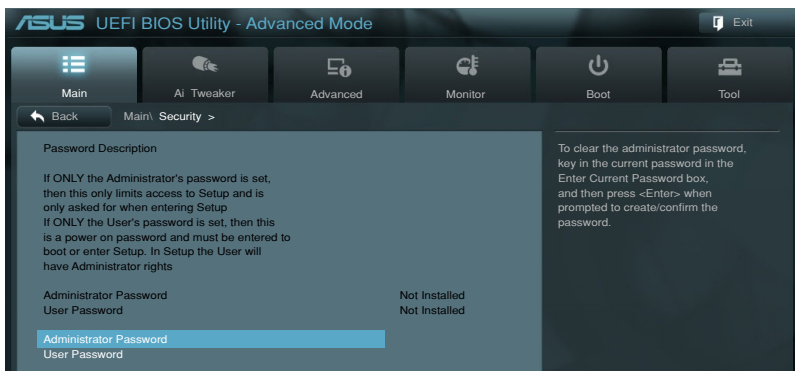 ASUS UEFI BIOS Utility - Advanced Mode
Exit
Main
Ai Tweaker
Advanced
Monitor
Boot
Tool
Back
Main\ Security >
Password Description
If ONLY the Administrator's password is set,
then this only limits access to Setup and is
only asked for when entering Setup
If ONLY the User's password is set, then this
is a power on password and must be entered to
boot or enter Setup. In Setup the User will
have Administrator rights
Administrator Password Not Installed
User Password Not Installed
Administrator Password
User Password
To clear the administrator password,
key in the current password in the
Enter Current Password box,
and then press <Enter> when
prompted to create/confirm the
password.